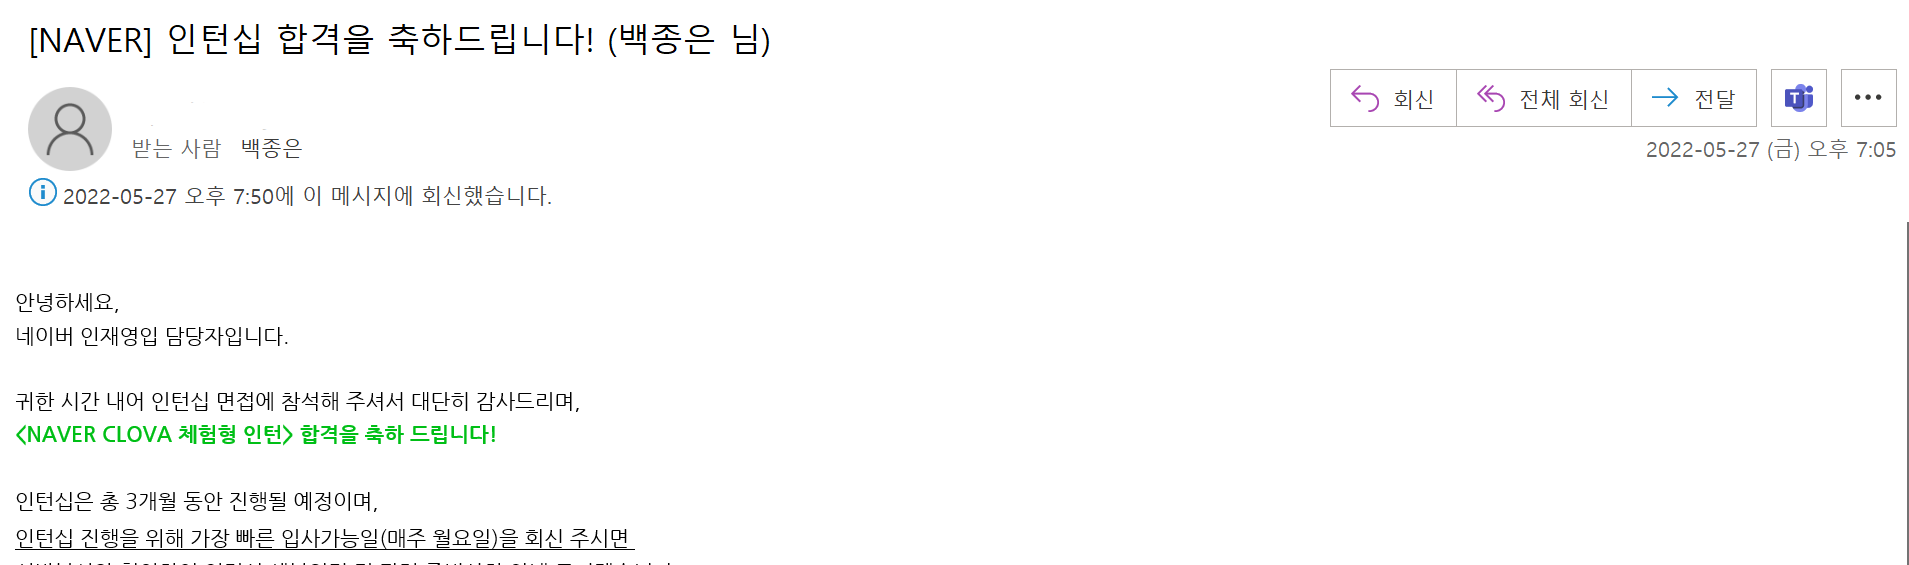 [NAVER] 인턴십 합격을 축하드립니다! (백종은 님)
회신 전체 회신 전달
받는 사람 백종은
2022-05-27 (금) 오후 7:05
2022-05-27 오후 7:50에 이 메시지에 회신했습니다.
안녕하세요,
네이버 인재영입 담당자입니다.
귀한 시간 내어 인턴십 면접에 참석해 주셔서 대단히 감사드리며,
<NAVER CLOVA 체험형 인턴> 합격을 축하 드립니다!
인턴십은 총 3개월 동안 진행될 예정이며,
인턴십 진행을 위해 가장 빠른 입사가능일(매주 월요일)을 회신 주시면